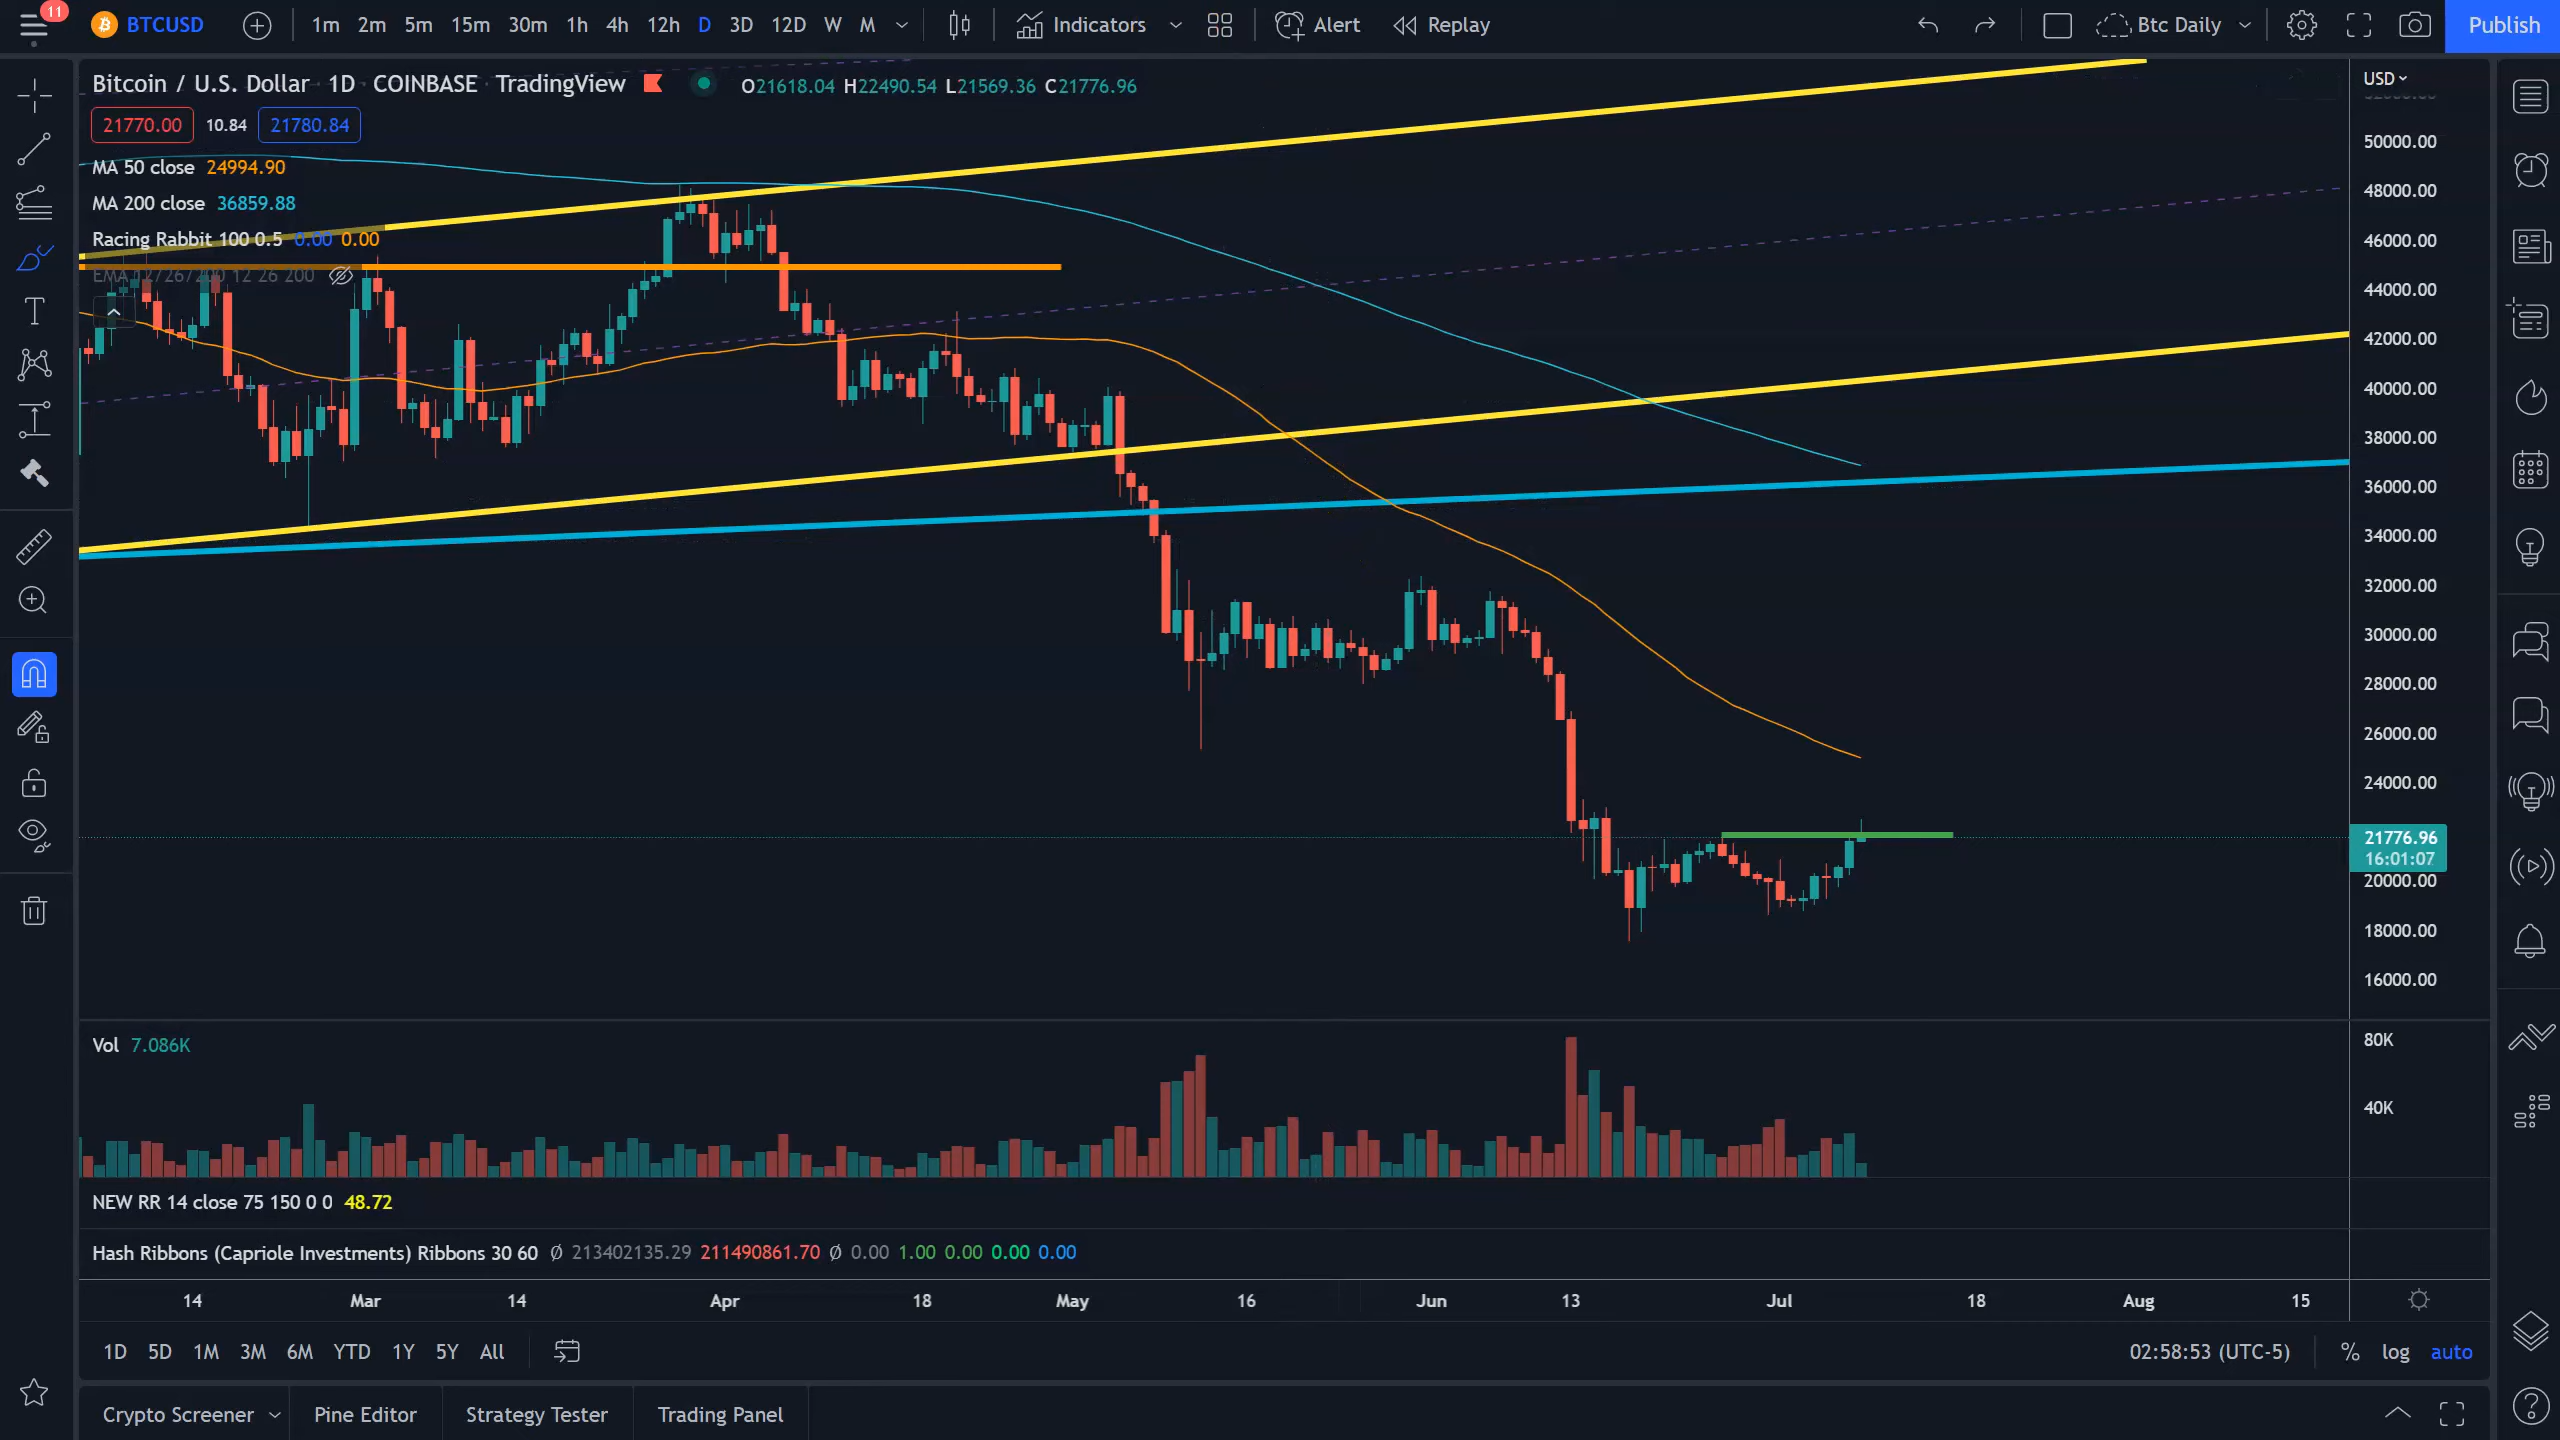 11
BTCUSD 1m 2m 5m 15m 30m 1h 4h 12h D 3D 12D W M Indicators Alert Replay Btc Daily Publish
Bitcoin / U.S. Dollar · 1D · COINBASE · TradingView O21618.04 H22490.54 L21569.36 C21776.96
21770.00 10.84 21780.84
MA 50 close 24994.90
MA 200 close 36859.88
Racing Rabbit 100 0.5 0.00 0.00
EMA 12/26/200 12 26 200
USD
50000.00
48000.00
46000.00
44000.00
42000.00
40000.00
38000.00
36000.00
34000.00
32000.00
30000.00
28000.00
26000.00
24000.00
21776.96
16:01:07
20000.00
18000.00
16000.00
Vol 7.086K
80K
40K
NEW RR 14 close 75 150 0 0 48.72
Hash Ribbons (Capriole Investments) Ribbons 30 60 Ø 213402135.29 211490861.70 Ø 0.00 1.00 0.00 0.00 0.00
14 Mar 14 Apr 18 May 16 Jun 13 Jul 18 Aug 15
1D 5D 1M 3M 6M YTD 1Y 5Y All 02:58:53 (UTC-5) % log auto
Crypto Screener Pine Editor Strategy Tester Trading Panel